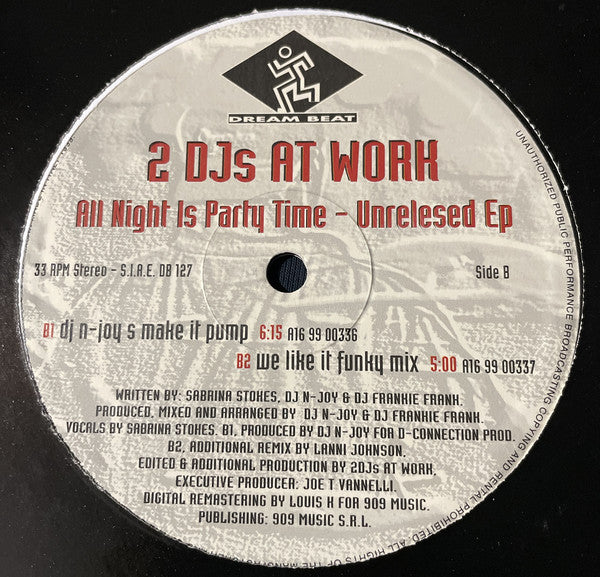 DREAM BEAT
2 DJs AT WORK
All Night Is Party Time - Unrelesed Ep
33 RPM Stereo - S.I.A.E. DB 127
Side B
B1 dj n-joy s make it pump 6:15 A16 99 00336
B2 we like it funky mix 5:00 A16 99 00337
WRITTEN BY: SABRINA STOKES, DJ N-JOY & DJ FRANKIE FRANK.
PRODUCED, MIXED AND ARRANGED BY DJ N-JOY & DJ FRANKIE FRANK.
VOCALS BY SABRINA STOKES. B1, PRODUCED BY DJ N-JOY FOR D-CONNECTION PROD.
B2, ADDITIONAL REMIX BY LANNI JOHNSON.
EDITED & ADDITIONAL PRODUCTION BY 2DJs AT WORK.
EXECUTIVE PRODUCER: JOE T VANNELLI.
DIGITAL REMASTERING BY LOUIS K FOR 909 MUSIC.
PUBLISHING: 909 MUSIC S.R.L.
UNAUTHORIZED PUBLIC PERFORMANCE BROADCASTING COPYING AND RENTAL PROHIBITED - ALL RIGHTS OF THE